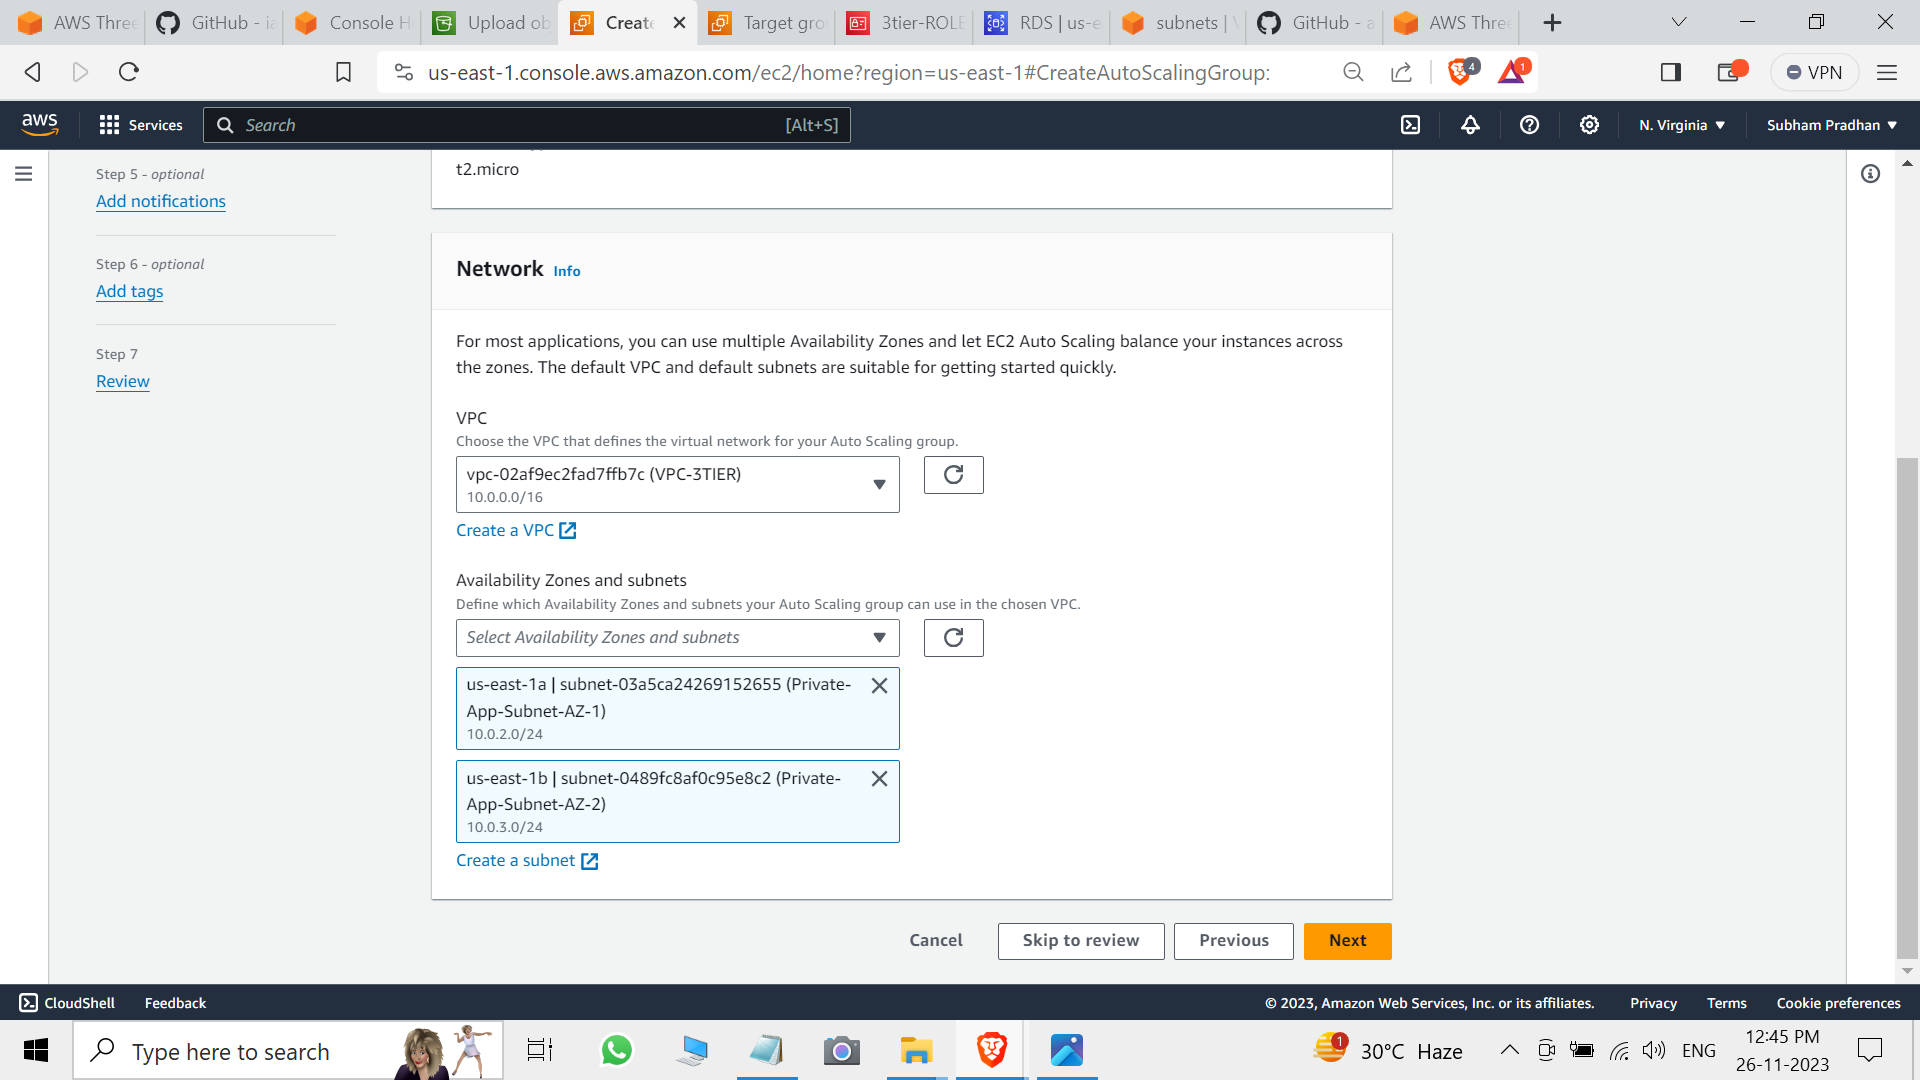 AWS Three
GitHub - ia
Console H
Upload ob
Create
Target gro
3tier-ROLE
RDS | us-e
subnets | V
GitHub - a
AWS Three
us-east-1.console.aws.amazon.com/ec2/home?region=us-east-1#CreateAutoScalingGroup:
4
1
VPN
aws
Services
Search
[Alt+S]
N. Virginia
Subham Pradhan
Step 5 - optional
Add notifications
Step 6 - optional
Add tags
Step 7
Review
t2.micro
Network Info
For most applications, you can use multiple Availability Zones and let EC2 Auto Scaling balance your instances across
the zones. The default VPC and default subnets are suitable for getting started quickly.
VPC
Choose the VPC that defines the virtual network for your Auto Scaling group.
vpc-02af9ec2fad7ffb7c (VPC-3TIER)
10.0.0.0/16
Create a VPC
Availability Zones and subnets
Define which Availability Zones and subnets your Auto Scaling group can use in the chosen VPC.
Select Availability Zones and subnets
us-east-1a | subnet-03a5ca24269152655 (Private-
App-Subnet-AZ-1)
10.0.2.0/24
us-east-1b | subnet-0489fc8af0c95e8c2 (Private-
App-Subnet-AZ-2)
10.0.3.0/24
Create a subnet
Cancel
Skip to review
Previous
Next
CloudShell
Feedback
© 2023, Amazon Web Services, Inc. or its affiliates.
Privacy
Terms
Cookie preferences
Type here to search
1
30°C Haze
ENG
12:45 PM
26-11-2023